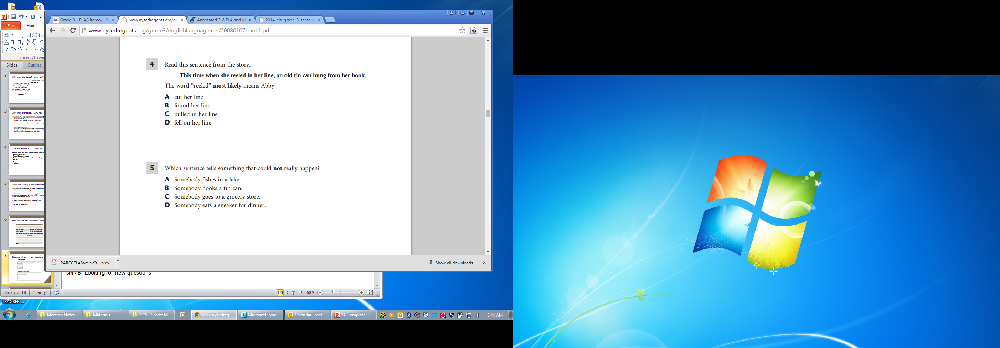 Grade 3 - ELA/Literacy | PA
www.nysedregents.org/gr
Annotated 3-8 ELA and M
2014_ela_grade_3_sample
File
Home
www.nysedregents.org/grade3/englishlanguagearts/20080107book1.pdf
Insert Shapes
Slides
Outline
2
Why new standards? Why now?
3
Why new standards? Why now?
4
[State]'s leaders support new stand
5
What are [State]'s new standards
6
How are the new standards diffe
7
Example of old v. new questions
4
Read this sentence from the story.
This time when she reeled in her line, an old tin can hung from her hook.
The word “reeled” most likely means Abby
A cut her line
B found her line
C pulled in her line
D fell on her line
5
Which sentence tells something that could not really happen?
A Somebody fishes in a lake.
B Somebody hooks a tin can.
C Somebody goes to a grocery store.
D Somebody eats a sneaker for dinner.
PARCCELASampleIt....pptx
Show all downloads...
GMMB: Looking for new questions
Slide 7 of 18
"Clarity"
60%
TRACKER ...
Meeting Notes
Materials
CCSSO State M...
www.nysedreg...
Microsoft Lync ...
Calendar - vict...
14_Template P...
8:44 AM